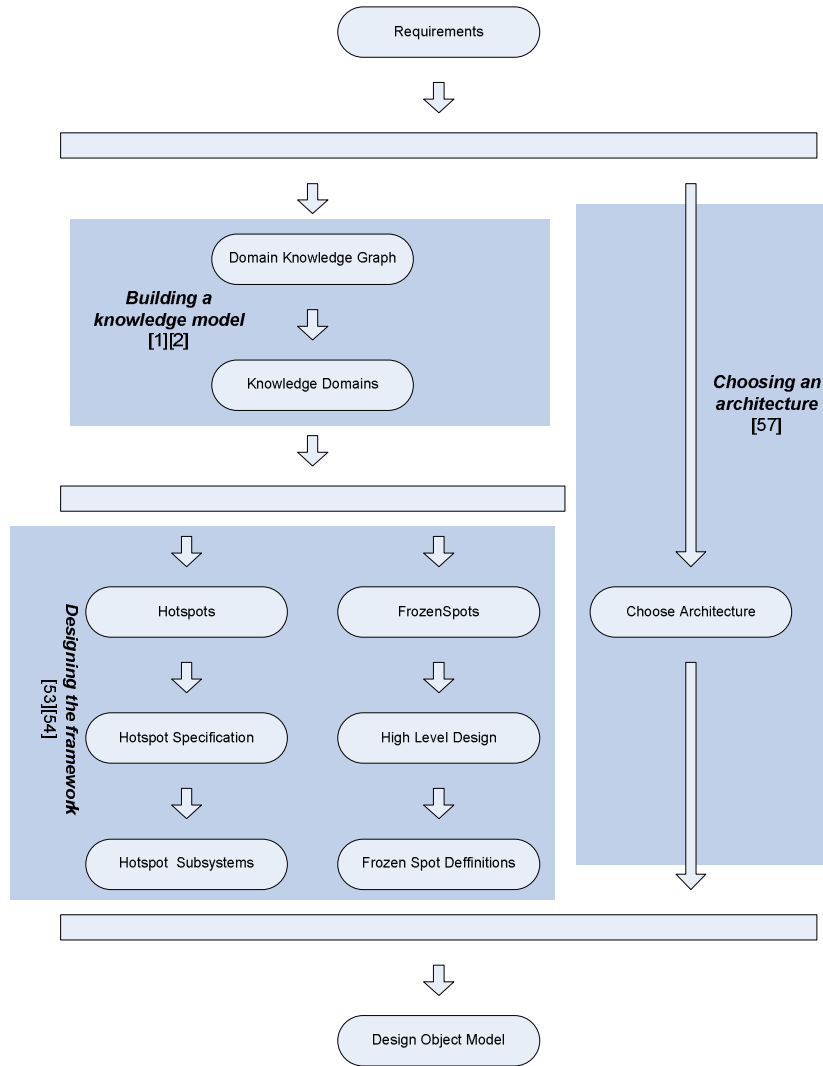 Requirements
Domain Knowledge Graph
Building a
knowledge model
[1][2]
Knowledge Domains
Choosing an
architecture
[57]
Designing the framework
[53][54]
Hotspots
FrozenSpots
Choose Architecture
Hotspot Specification
High Level Design
Hotspot  Subsystems
Frozen Spot Deffinitions
Design Object Model